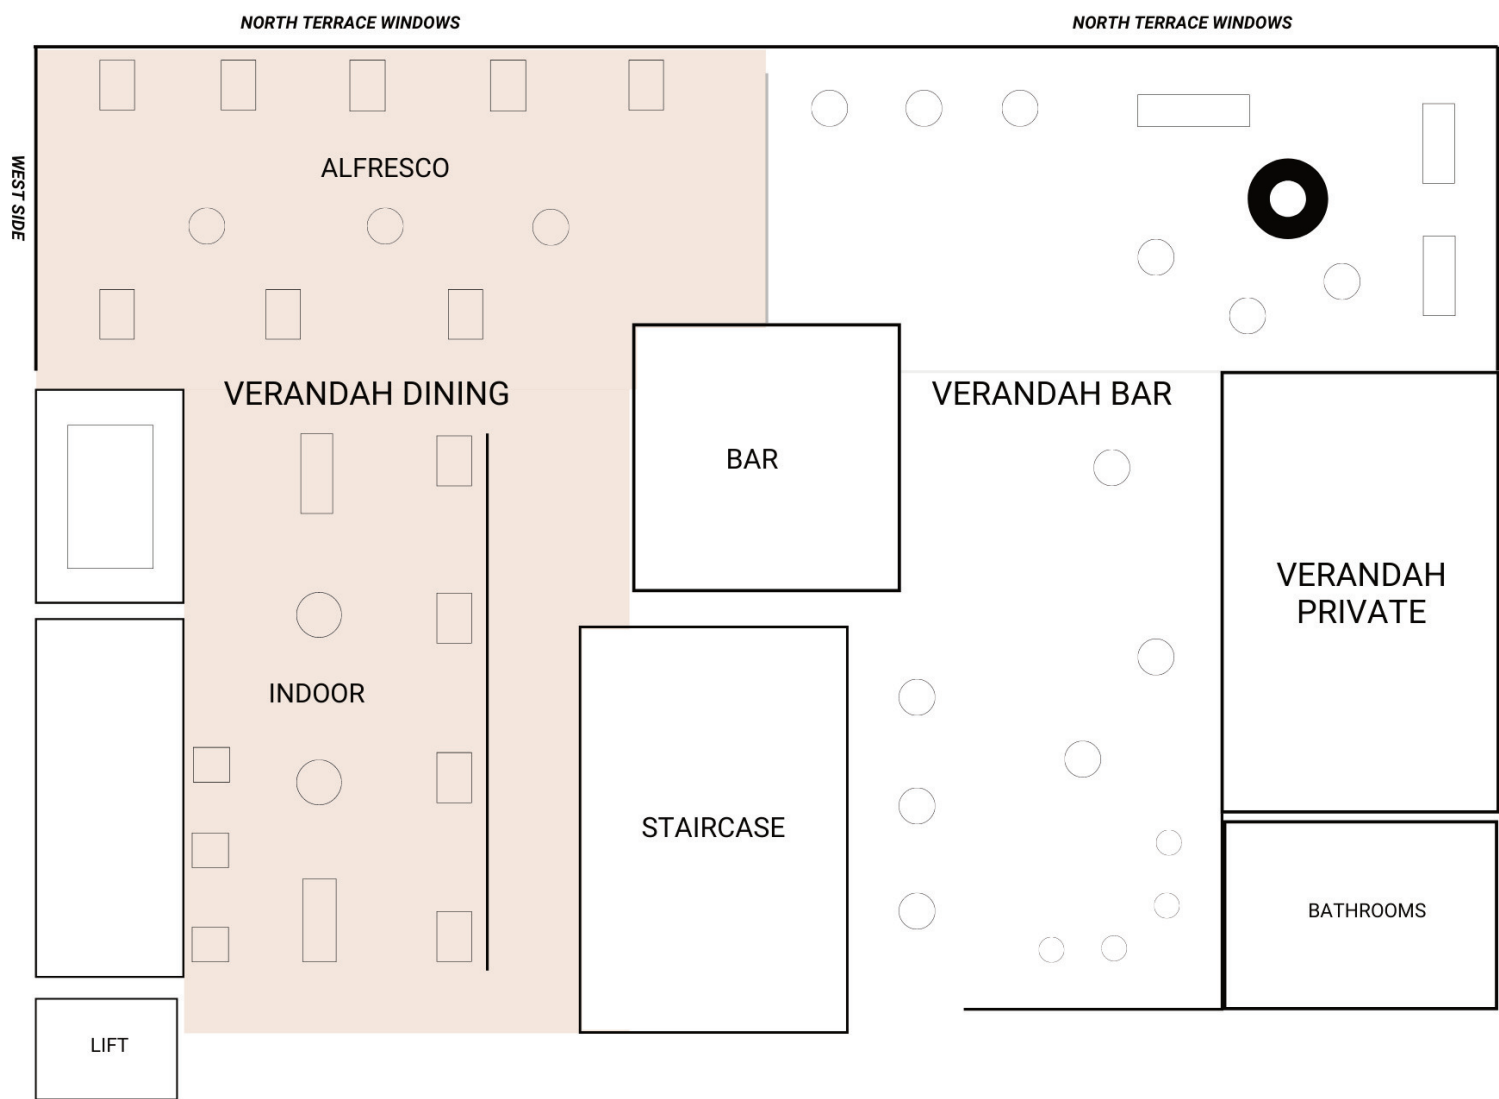 NORTH TERRACE WINDOWS
NORTH TERRACE WINDOWS
WEST SIDE
ALFRESCO
VERANDAH DINING
VERANDAH BAR
BAR
VERANDAH
PRIVATE
INDOOR
STAIRCASE
BATHROOMS
LIFT